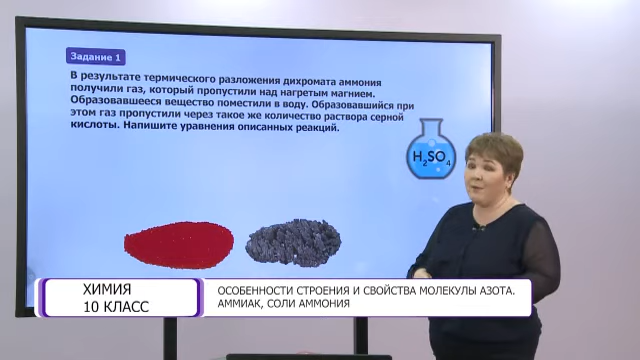 Задание 1
В результате термического разложения дихромата аммония
получили газ, который пропустили над нагретым магнием.
Образовавшееся вещество поместили в воду. Образовавшийся при
этом газ пропустили через такое же количество раствора серной
кислоты. Напишите уравнения описанных реакций.
H₂SO₄
ХИМИЯ
10 КЛАСС
ОСОБЕННОСТИ СТРОЕНИЯ И СВОЙСТВА МОЛЕКУЛЫ АЗОТА.
АММИАК, СОЛИ АММОНИЯ